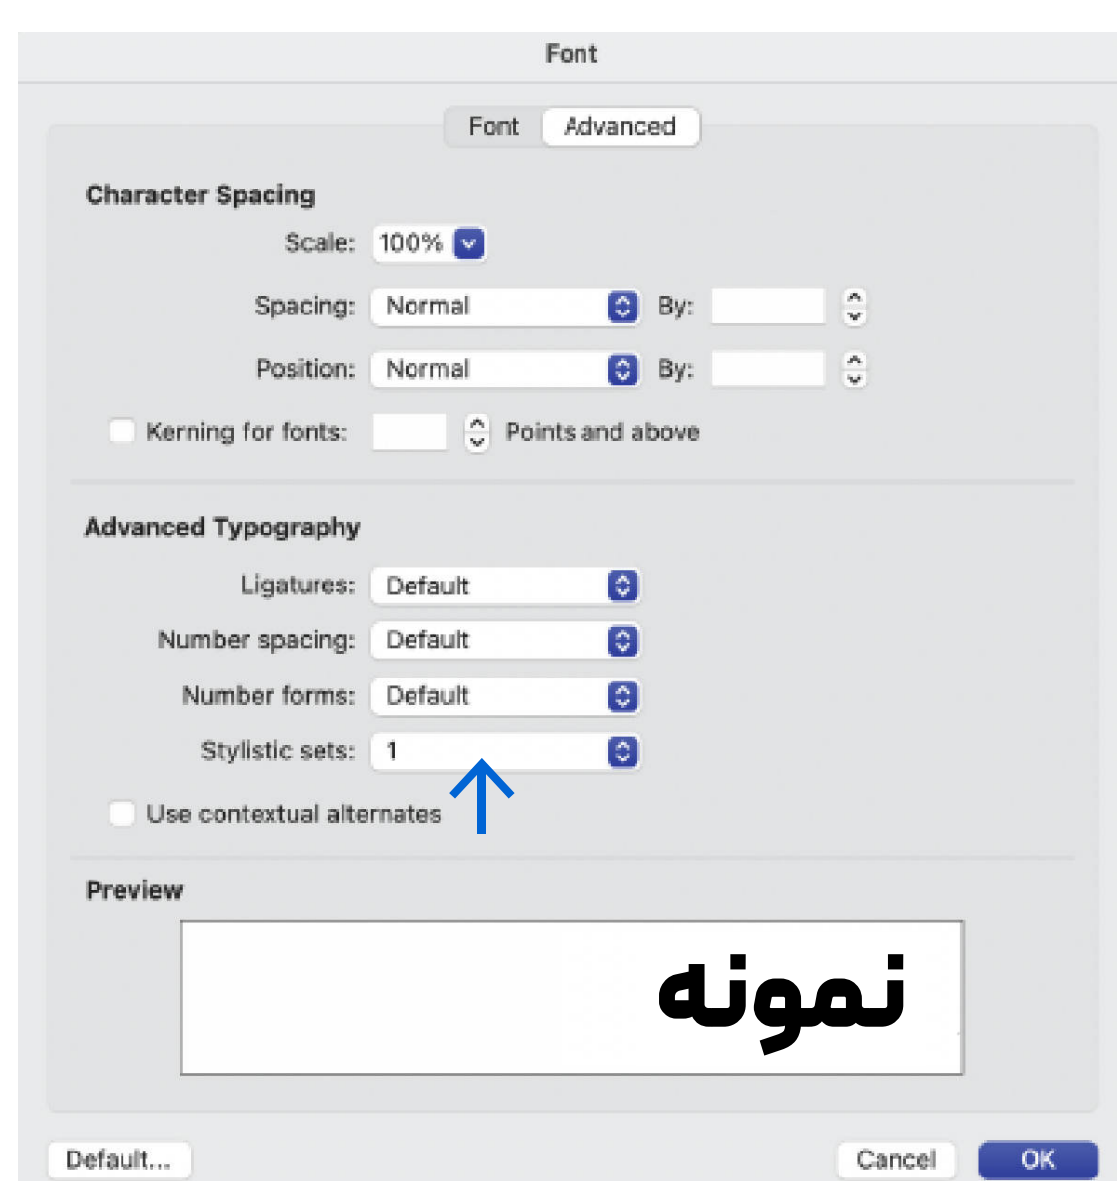 Font
Font Advanced
Character Spacing
Scale: 100%
Spacing: Normal By:
Position: Normal By:
Kerning for fonts: Points and above
Advanced Typography
Ligatures: Default
Number spacing: Default
Number forms: Default
Stylistic sets: 1
Use contextual alternates
Preview
نمونه
Default... Cancel OK